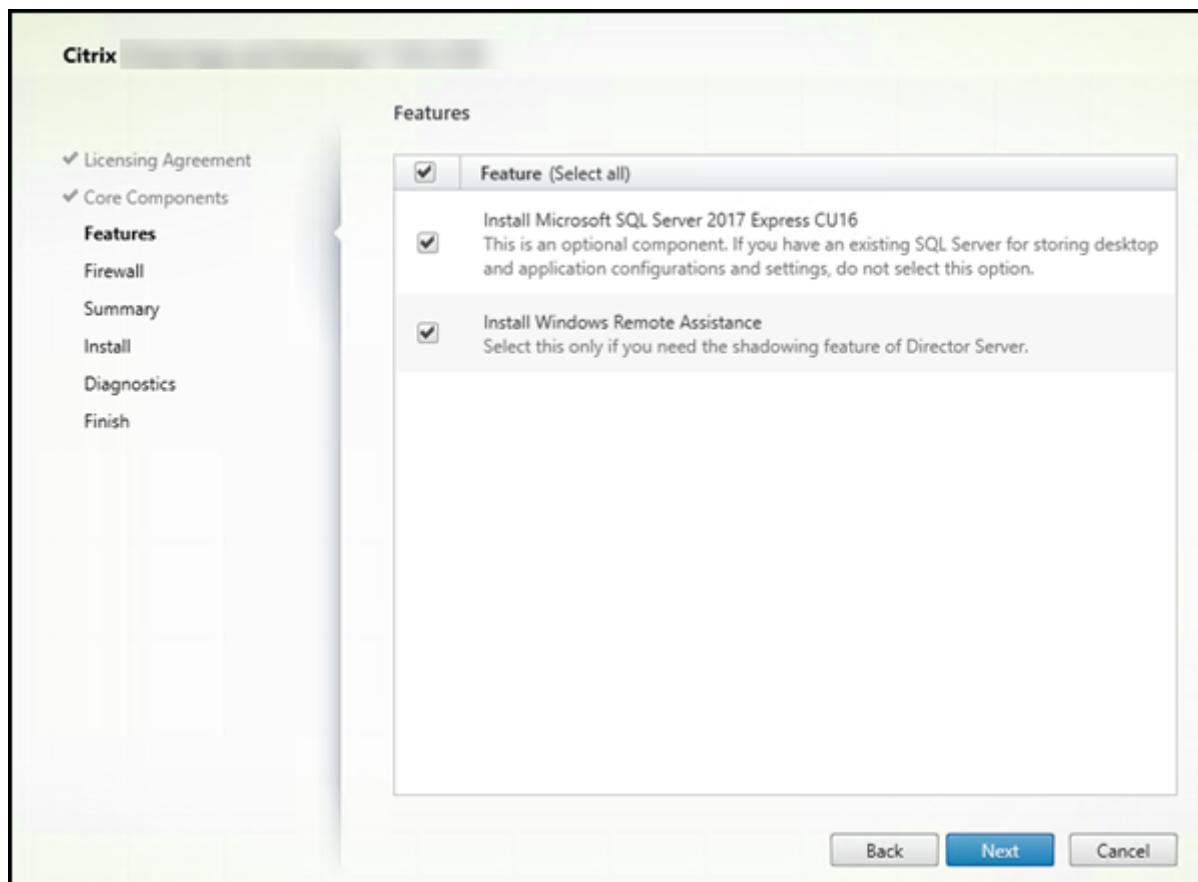 Citrix
Features
Licensing Agreement
Core Components
Features
Firewall
Summary
Install
Diagnostics
Finish
Feature (Select all)
Install Microsoft SQL Server 2017 Express CU16
This is an optional component. If you have an existing SQL Server for storing desktop
and application configurations and settings, do not select this option.
Install Windows Remote Assistance
Select this only if you need the shadowing feature of Director Server.
Back
Next
Cancel